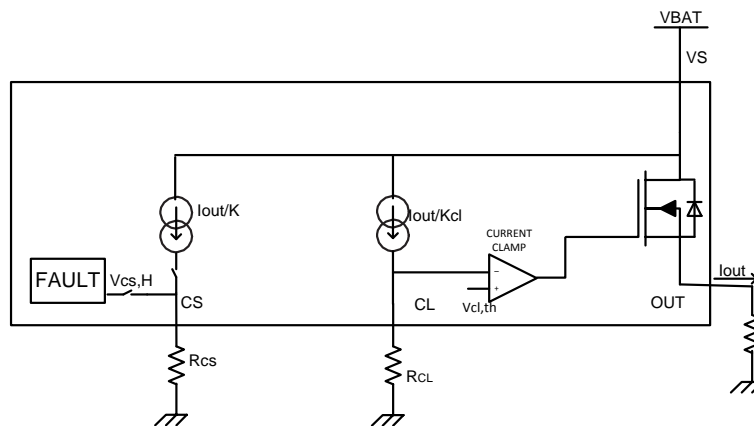 VBAT
VS
Iout/K
Iout/Kcl
CURRENT
CLAMP
FAULT
Vcs,H
CS
CL
−
+
Vcl,th
OUT
Iout
Rcs
RCL